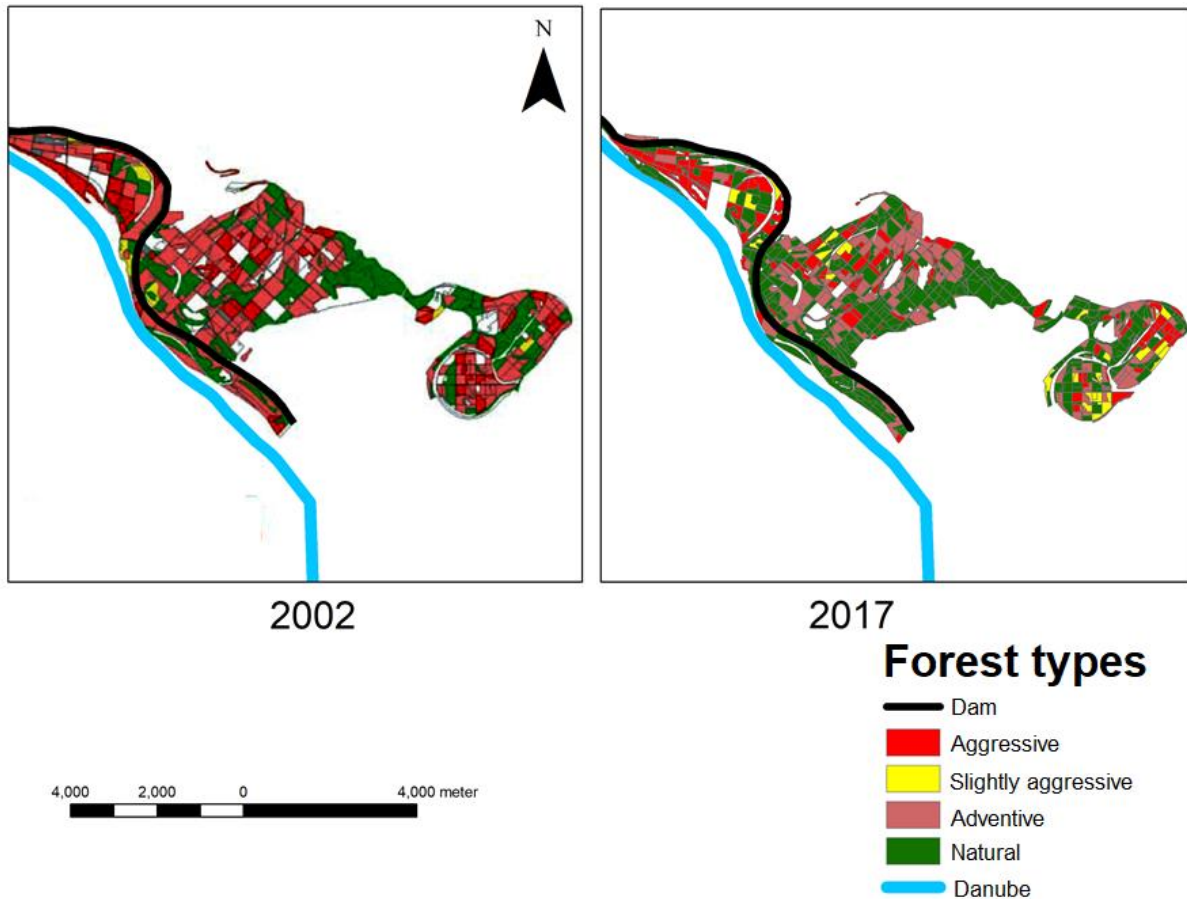 N
2002
2017
Forest types
Dam
Aggressive
Slightly aggressive
Adventive
Natural
Danube
4,000 2,000 0 4,000 meter